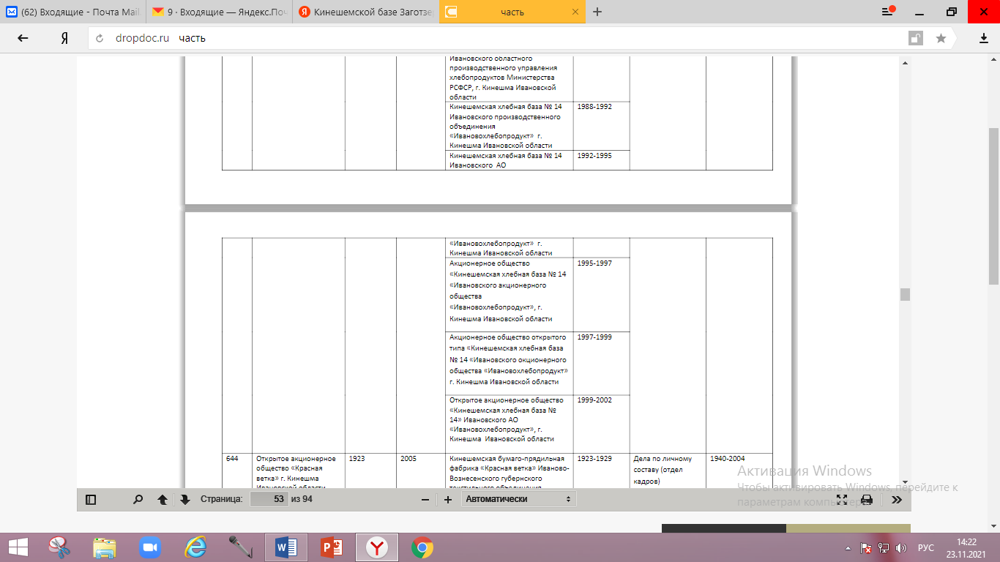 (62) Входящие - Почта Mail
9 · Входящие — Яндекс.Поч
Кинешемской базе Заготзе
часть
dropdoc.ru часть
Ивановского областного
производственного управления
хлебопродуктов Министерства
РСФСР, г. Кинешма Ивановской
области
Кинешемская хлебная база № 14
Ивановского производственного
объединения
«Ивановохлебопродукт» г.
Кинешма Ивановской области
1988-1992
Кинешемская хлебная база № 14
Ивановского АО
1992-1995
«Ивановохлебопродукт» г.
Кинешма Ивановской области
Акционерное общество
«Кинешемская хлебная база № 14
«Ивановского акционерного
общества
«Ивановохлебопродукт», г.
Кинешма Ивановской области
1995-1997
Акционерное общество открытого
типа «Кинешемская хлебная база
№ 14 «Ивановского окционерного
общества «Ивановохлебопродукт»
г. Кинешма Ивановской области
1997-1999
Открытое акционерное общество
«Кинешемская хлебная база №
14» Ивановского АО
«Ивановохлебопродукт», г.
Кинешма Ивановской области
1999-2002
644
Открытое акционерное
общество «Красная
ветка» г. Кинешма
Ивановской области
1923
2005
Кинешемская бумаго-прядильная
фабрика «Красная ветка» Иваново-
Вознесенского губернского
текстильного объединения
1923-1929
Дела по личному
составу (отдел
кадров)
1940-2004
Активация Windows
Чтобы активировать Windows, перейдите к
параметрам компьютера.
Страница: 53 из 94
Автоматически
РУС
14:22
23.11.2021